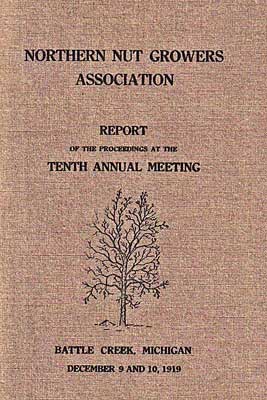 NORTHERN NUT GROWERS
ASSOCIATION
REPORT
OF THE PROCEEDINGS AT THE
TENTH ANNUAL MEETING
BATTLE CREEK, MICHIGAN
DECEMBER 9 AND 10, 1919